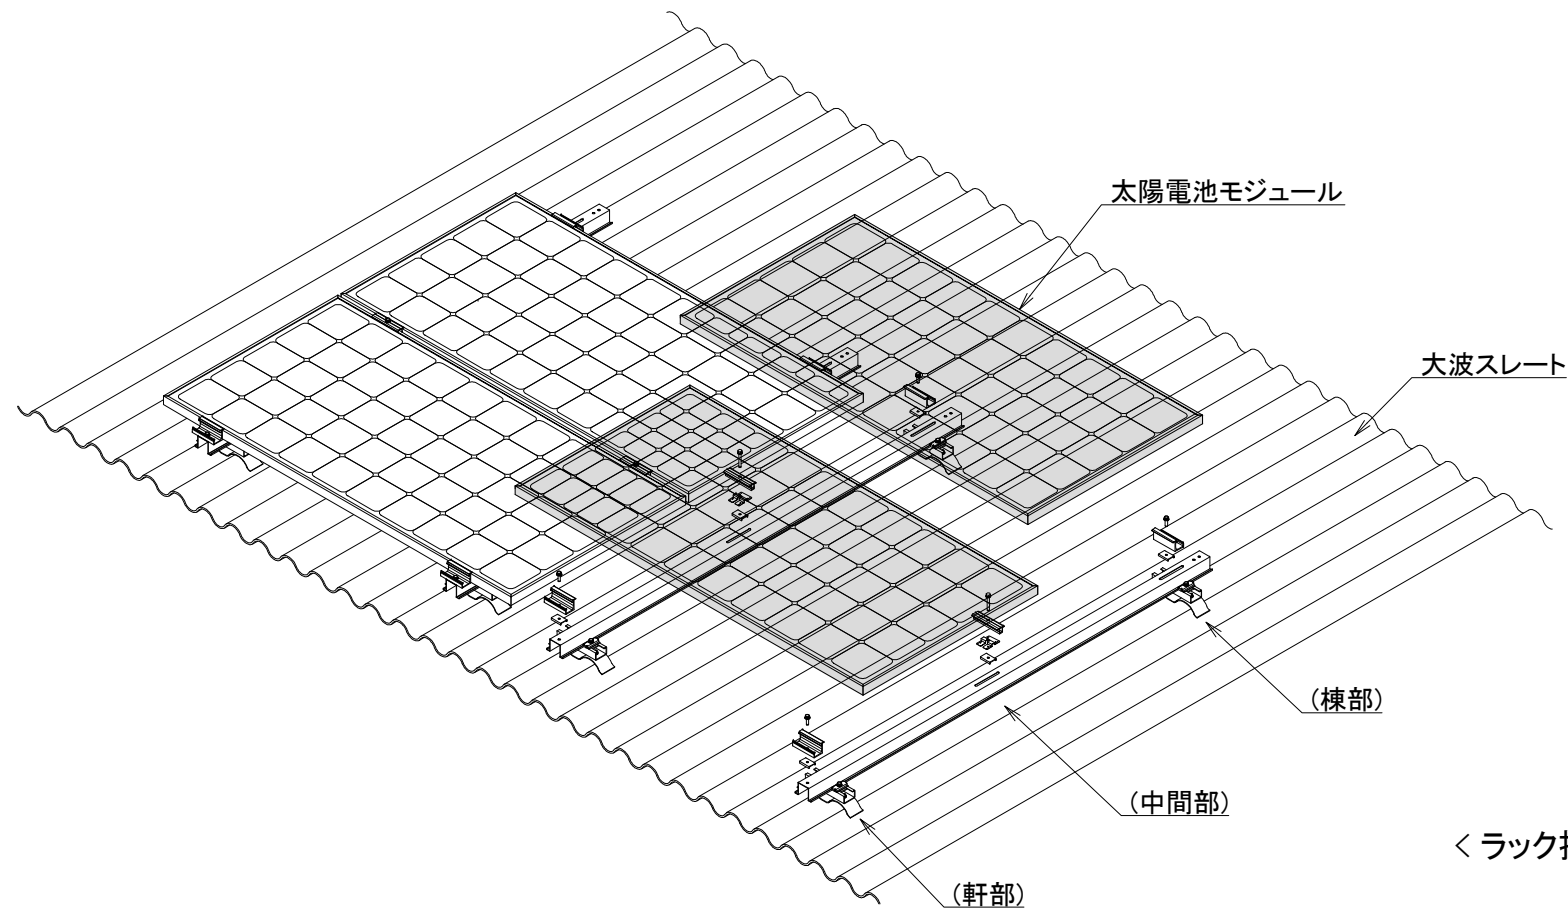 太陽電池モジュール
大波スレート
(棟部)
(中間部)
< ラック
(軒部)